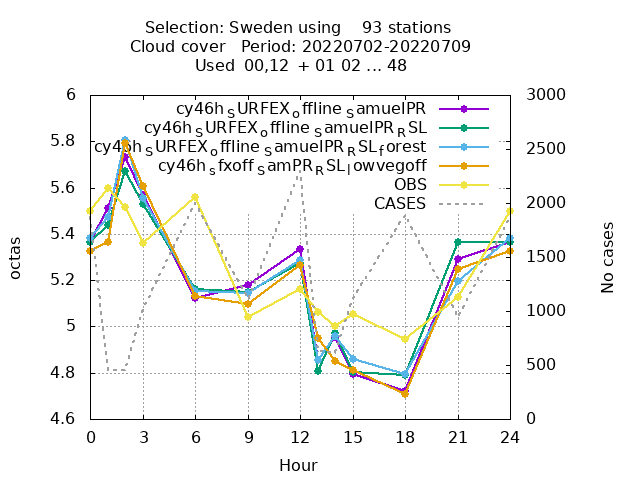 Selection: Sweden using 93 stations
Cloud cover Period: 20220702-20220709
Used 00,12 + 01 02 ... 48
6
5.8
5.6
5.4
5.2
5
4.8
4.6
octas
3000
2500
2000
1500
1000
500
0
No cases
cy46h_SURFEX_offline_SamuelPR
cy46h_SURFEX_offline_SamuelPR_RSL
cy46h_SURFEX_offline_SamuelPR_RSL_forest
cy46h_sfxoff_SamPR_RSL_lowvegoff
OBS
CASES
0 3 6 9 12 15 18 21 24
Hour